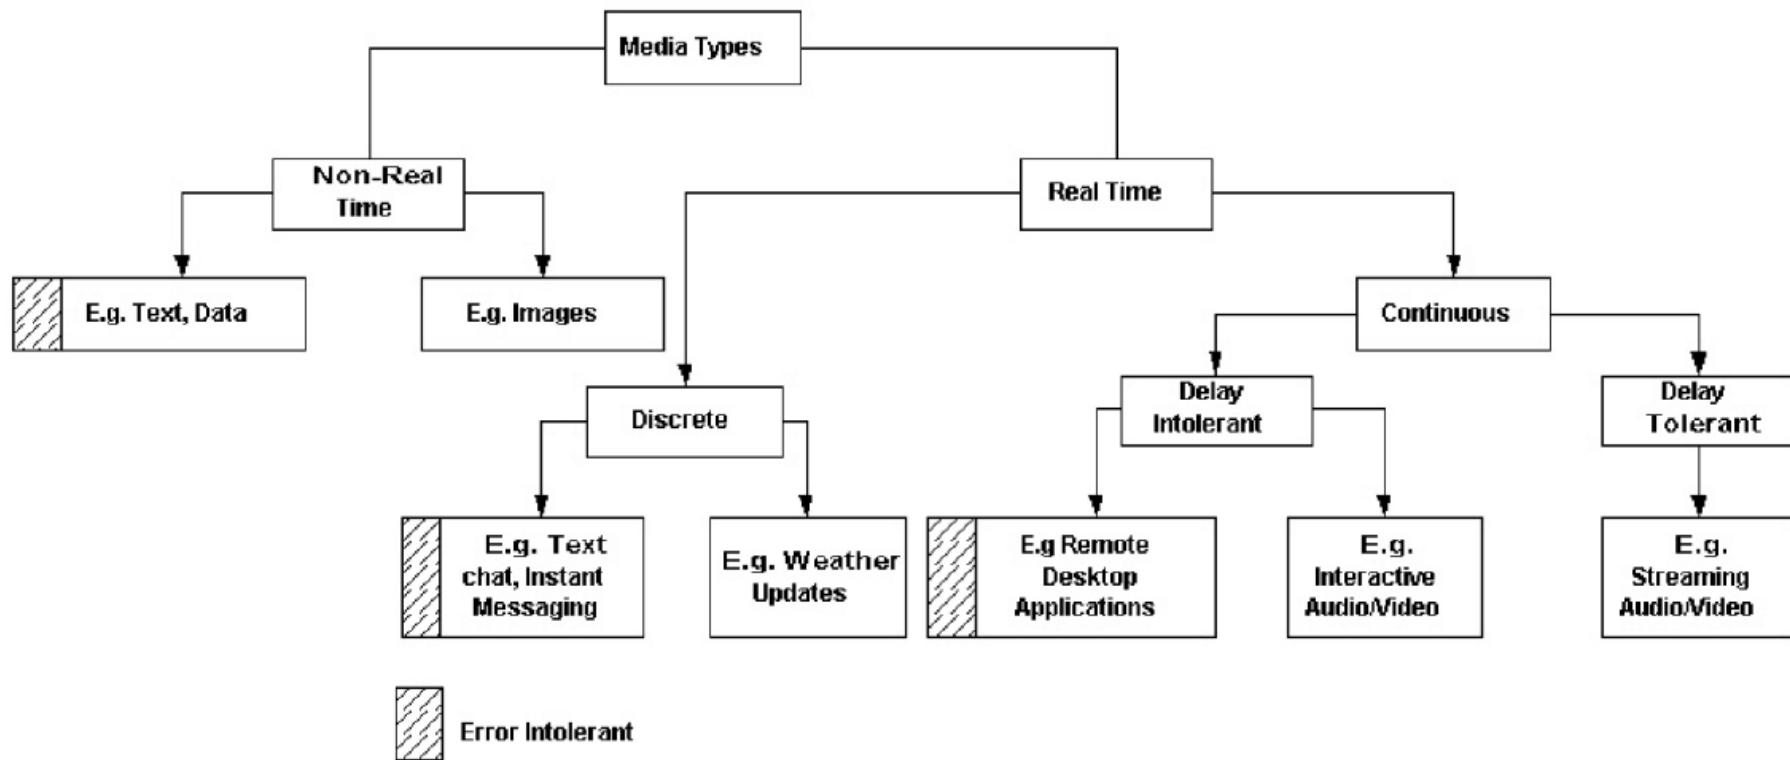 Media Types
Non-Real
Time
Real Time
E.g. Text, Data
E.g. Images
Continuous
Discrete
Delay
Intolerant
Delay
Tolerant
E.g. Text
chat, Instant
Messaging
E.g. Weather
Updates
E.g Remote
Desktop
Applications
E.g.
Interactive
Audio/Video
E.g.
Streaming
Audio/Video
Error Intolerant